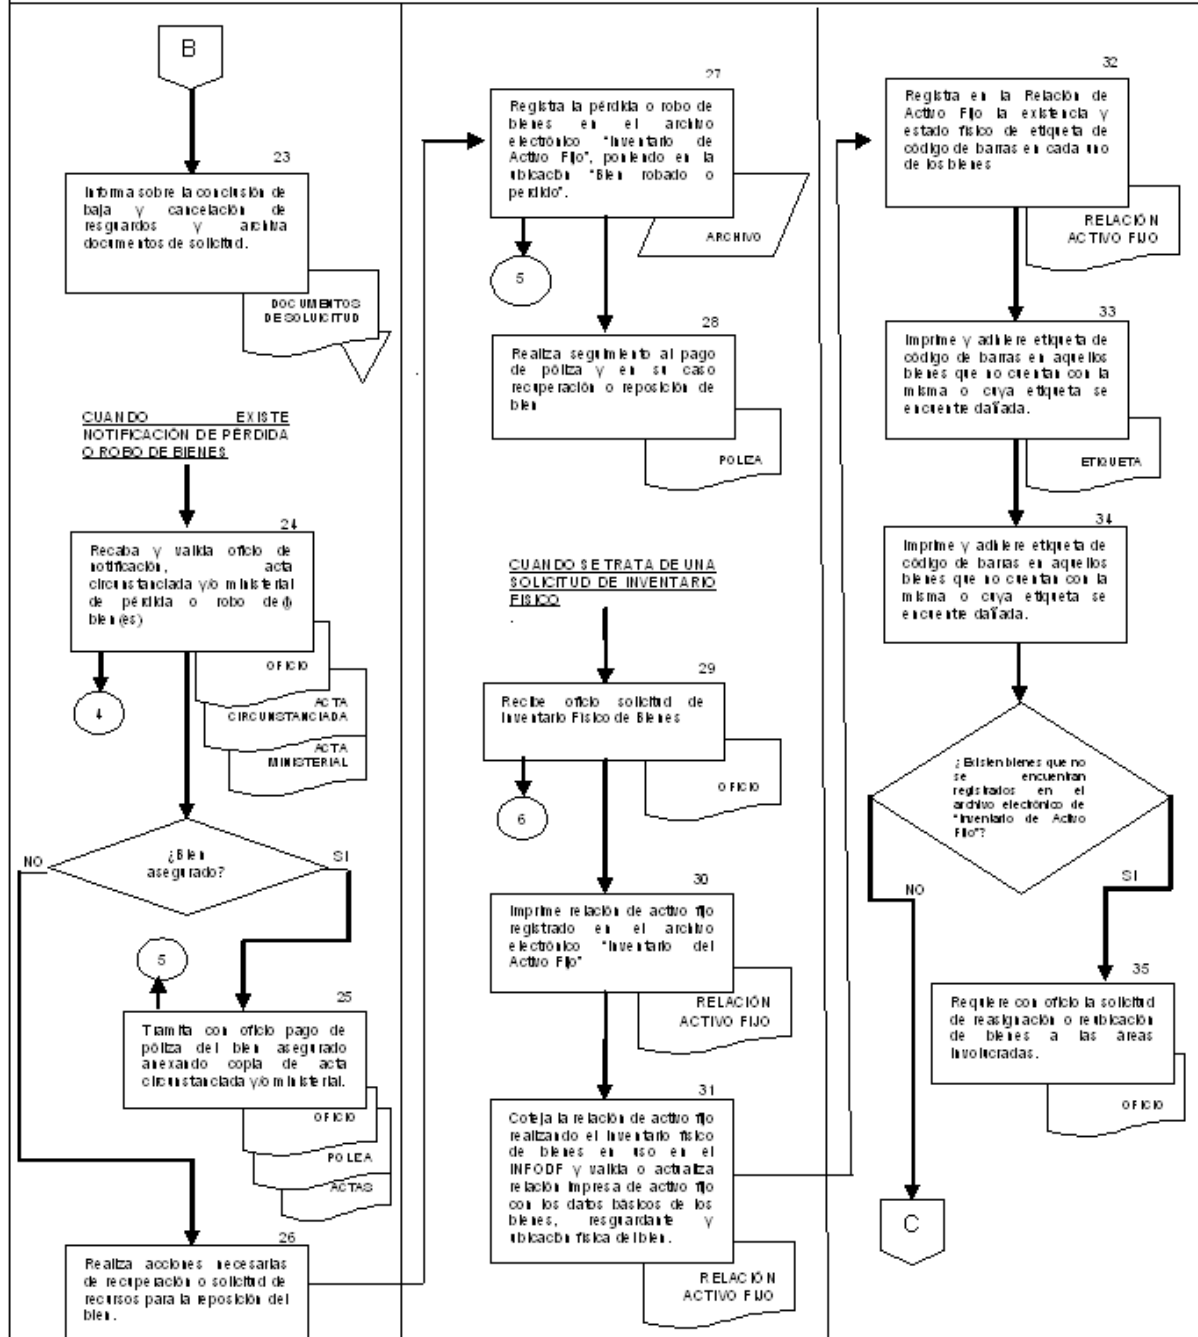 B
23
Informa sobre la conclusión de
baja y cancelación de
resguardos y archiva
documentos de solicitud.
DOCUMENTOS
DE SOLUICITUD
CUANDO EXISTE
NOTIFICACIÓN DE PÉRDIDA
O ROBO DE BIENES
24
Recaba y valida oficio de
notificación, acta
circunstanciada y/o ministerial
de pérdida o robo de(l)
bien(es)
OFICIO
ACTA
CIRCUNSTANCIADA
ACTA
MINISTERIAL
4
¿Bien
asegurado?
NO
SI
5
25
Tramita con oficio pago de
póliza del bien asegurado
anexando copia de acta
circunstanciada y/o ministerial.
OFICIO
POLIZA
ACTAS
26
Realiza acciones necesarias
de recuperación o solicitud de
recursos para la reposición del
bien.
27
Registra la pérdida o robo de
bienes en el archivo
electrónico "Inventario de
Activo Fijo", poniendo en la
ubicación "Bien robado o
perdido".
ARCHIVO
5
28
Realiza seguimiento al pago
de póliza y en su caso
recuperación o reposición de
bien
POLIZA
CUANDO SE TRATA DE UNA
SOLICITUD DE INVENTARIO
FISICO
.
29
Recibe oficio solicitud de
Inventario Físico de Bienes
OFICIO
6
30
Imprime relación de activo fijo
registrado en el archivo
electrónico "Inventario del
Activo Fijo"
RELACIÓN
ACTIVO FIJO
31
Coteja la relación de activo fijo
realizando el inventario físico
de bienes en uso en el
INFODF y valida o actualiza
relación impresa de activo fijo
con los datos básicos de los
bienes, resguardante y
ubicación física del bien.
RELACIÓN
ACTIVO FIJO
32
Registra en la Relación de
Activo Fijo la existencia y
estado físico de etiqueta de
código de barras en cada uno
de los bienes
RELACIÓN
ACTIVO FIJO
33
Imprime y adhiere etiqueta de
código de barras en aquellos
bienes que no cuentan con la
misma o cuya etiqueta se
encuentre dañada.
ETIQUETA
34
Imprime y adhiere etiqueta de
código de barras en aquellos
bienes que no cuentan con la
misma o cuya etiqueta se
encuentre dañada.
¿Existen bienes que no
se encuentran
registrados en el
archivo electrónico de
"Inventario de Activo
Fijo"?
NO
SI
35
Requiere con oficio la solicitud
de reasignación o reubicación
de bienes a las áreas
involucradas.
OFICIO
C